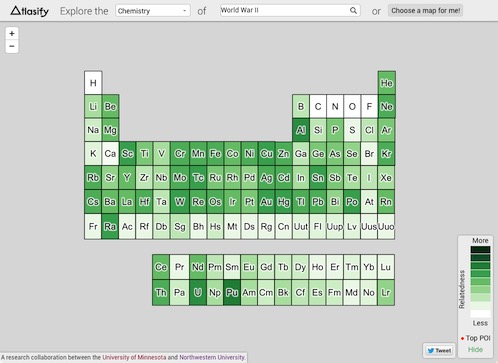 Atlasify Explore the Chemistry of World War II or Choose a map for me!
+
−
H He
Li Be B C N O F Ne
Na Mg Al Si P S Cl Ar
K Ca Sc Ti V Cr Mn Fe Co Ni Cu Zn Ga Ge As Se Br Kr
Rb Sr Y Zr Nb Mo Tc Ru Rh Pd Ag Cd In Sn Sb Te I Xe
Cs Ba La Hf Ta W Re Os Ir Pt Au Hg Tl Pb Bi Po At Rn
Fr Ra Ac Rf Db Sg Bh Hs Mt Ds Rg Cn Uut Fl Uup Lv Uus Uuo
Ce Pr Nd Pm Sm Eu Gd Tb Dy Ho Er Tm Yb Lu
Th Pa U Np Pu Am Cm Bk Cf Es Fm Md No Lr
More
Relatedness
Less
Top POI
Hide
Tweet
A research collaboration between the University of Minnesota and Northwestern University.